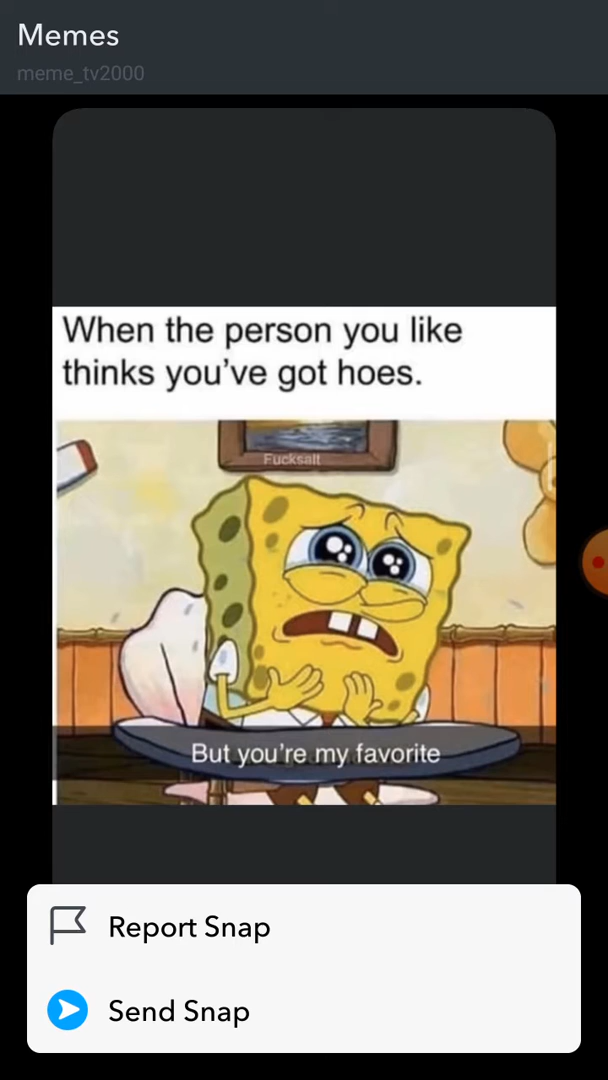 Memes
meme_tv2000
When the person you like
thinks you've got hoes.
Fucksalt
But you're my favorite
Report Snap
Send Snap